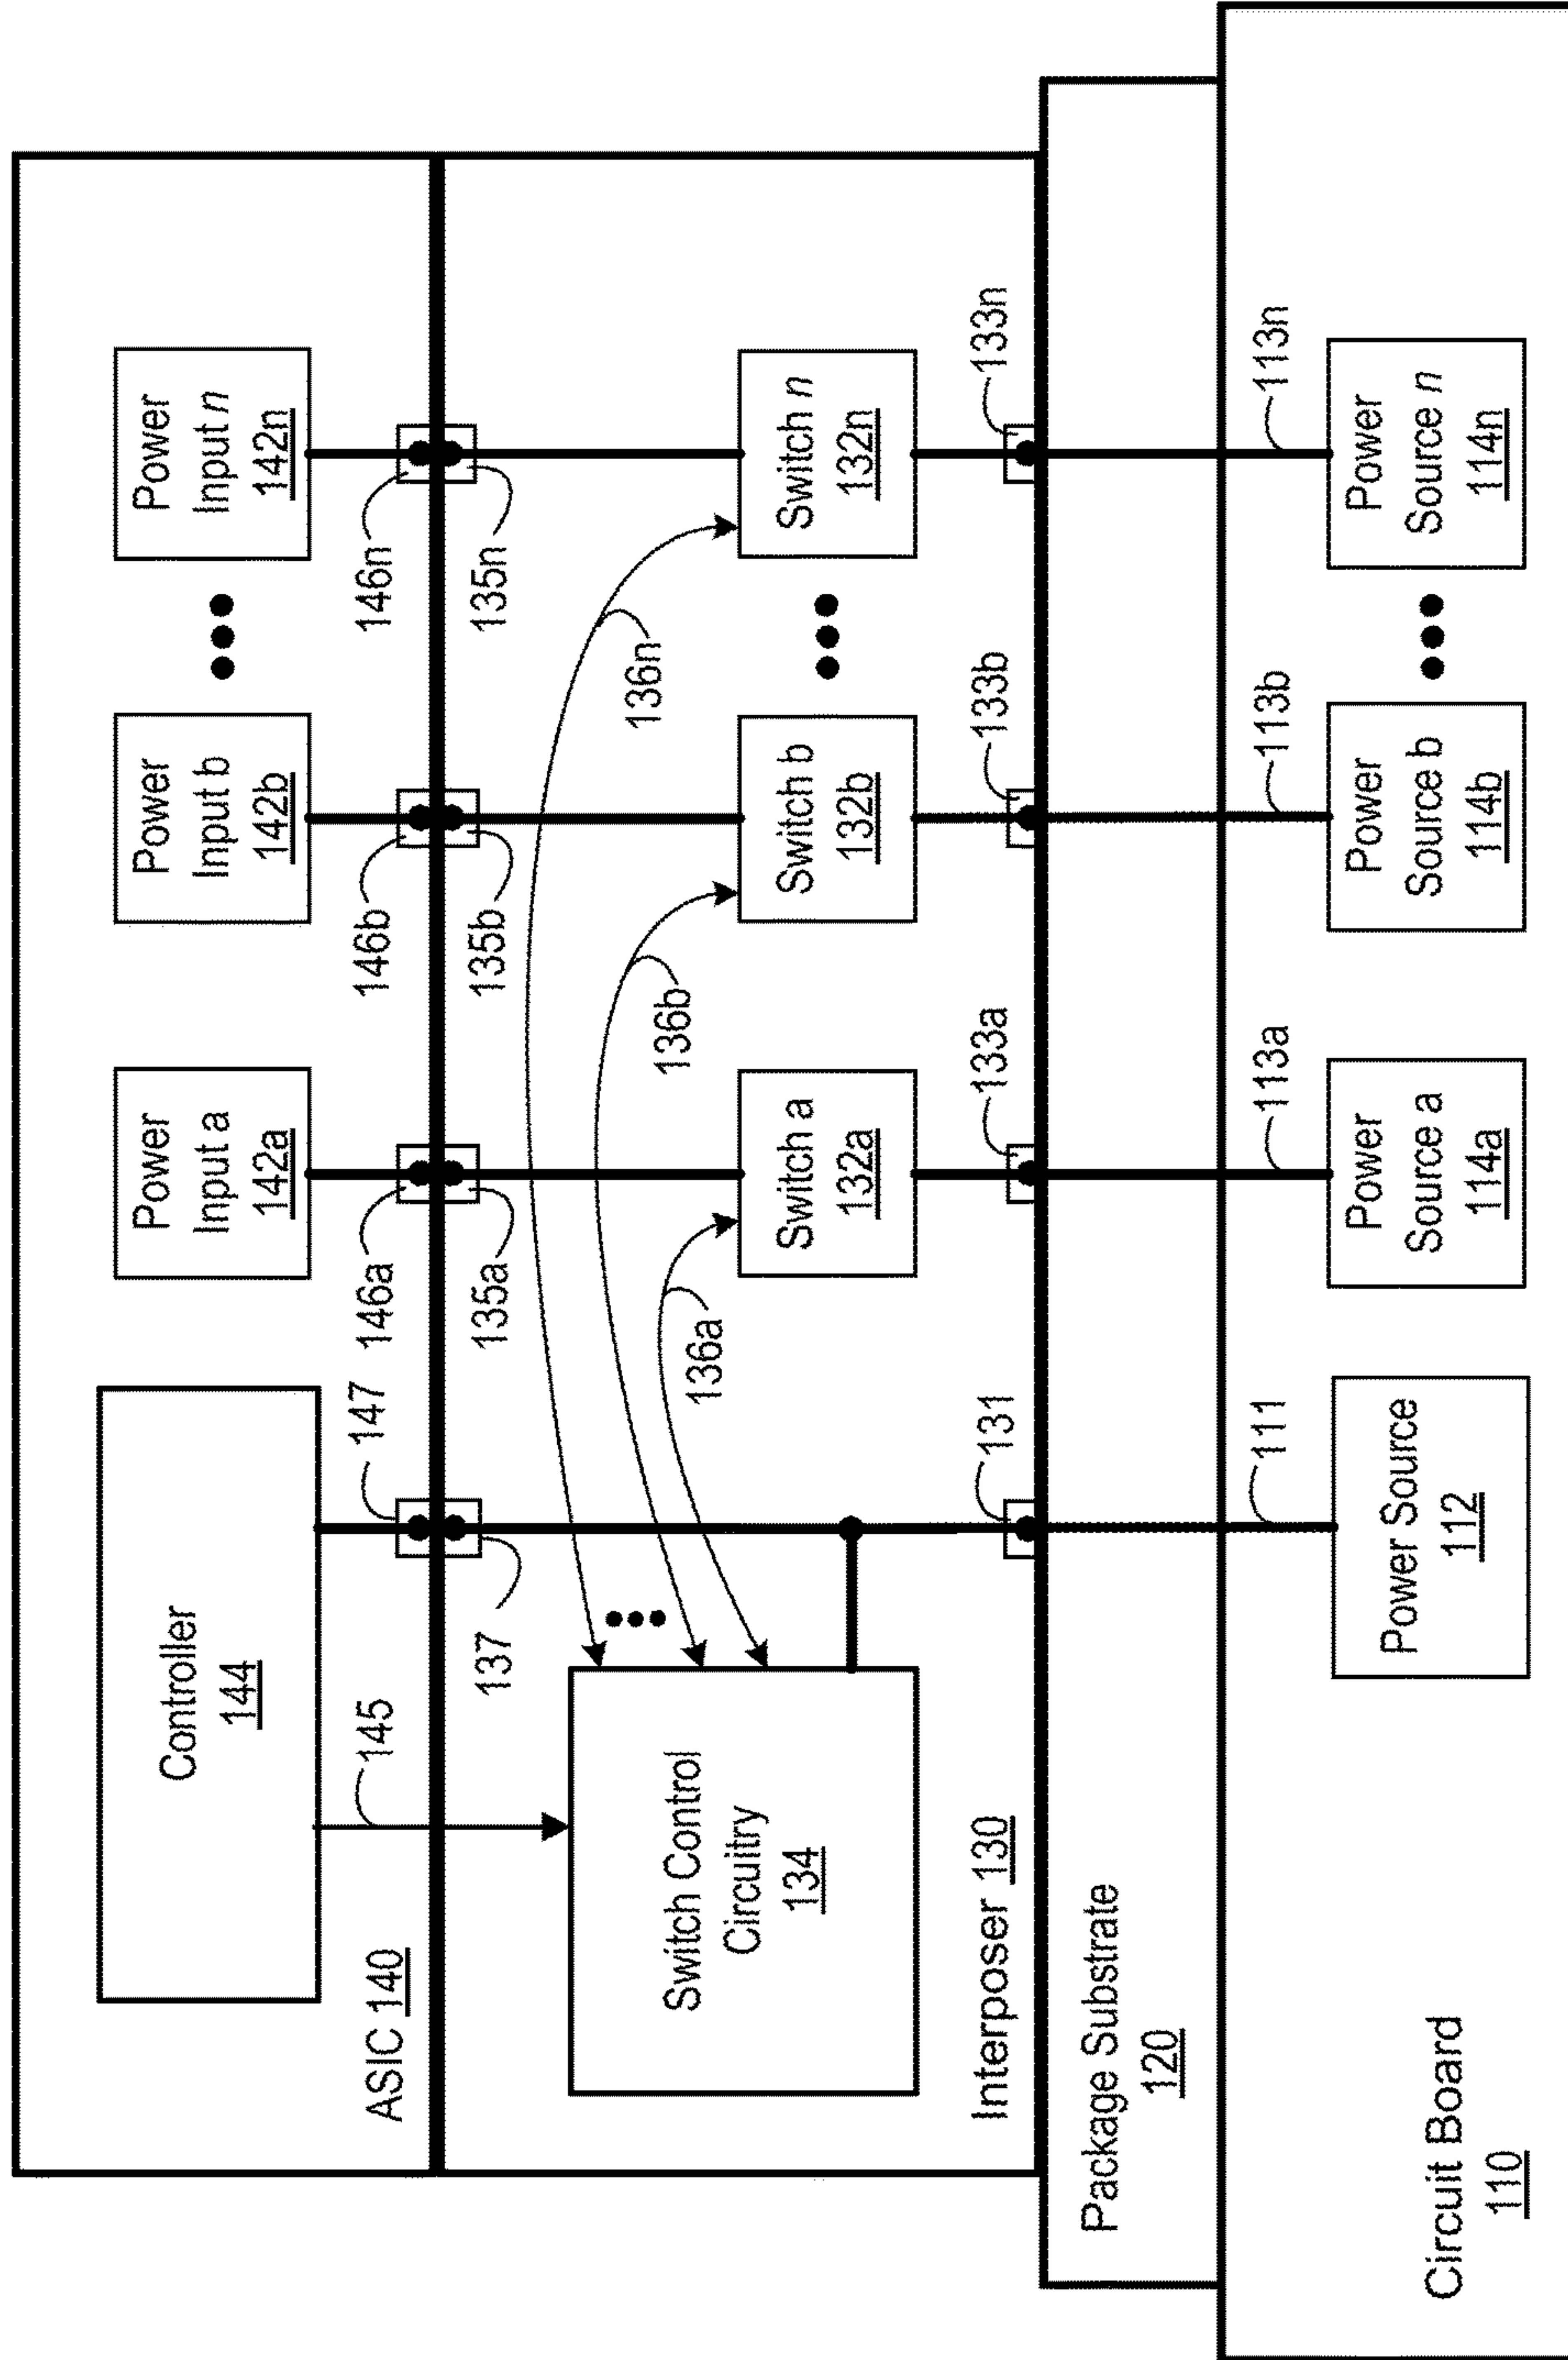 Controller
144
Power
Input a
142a
Power
Input b
142b
Power
Input n
142n
145
147
146a
146b
146n
ASIC 140
137
135a
135b
135n
136a
136b
136n
Switch Control
Circuitry
134
Switch a
132a
Switch b
132b
Switch n
132n
Interposer 130
131
133a
133b
133n
Package Substrate
120
111
113a
113b
113n
Circuit Board
110
Power Source
112
Power
Source a
114a
Power
Source b
114b
Power
Source n
114n